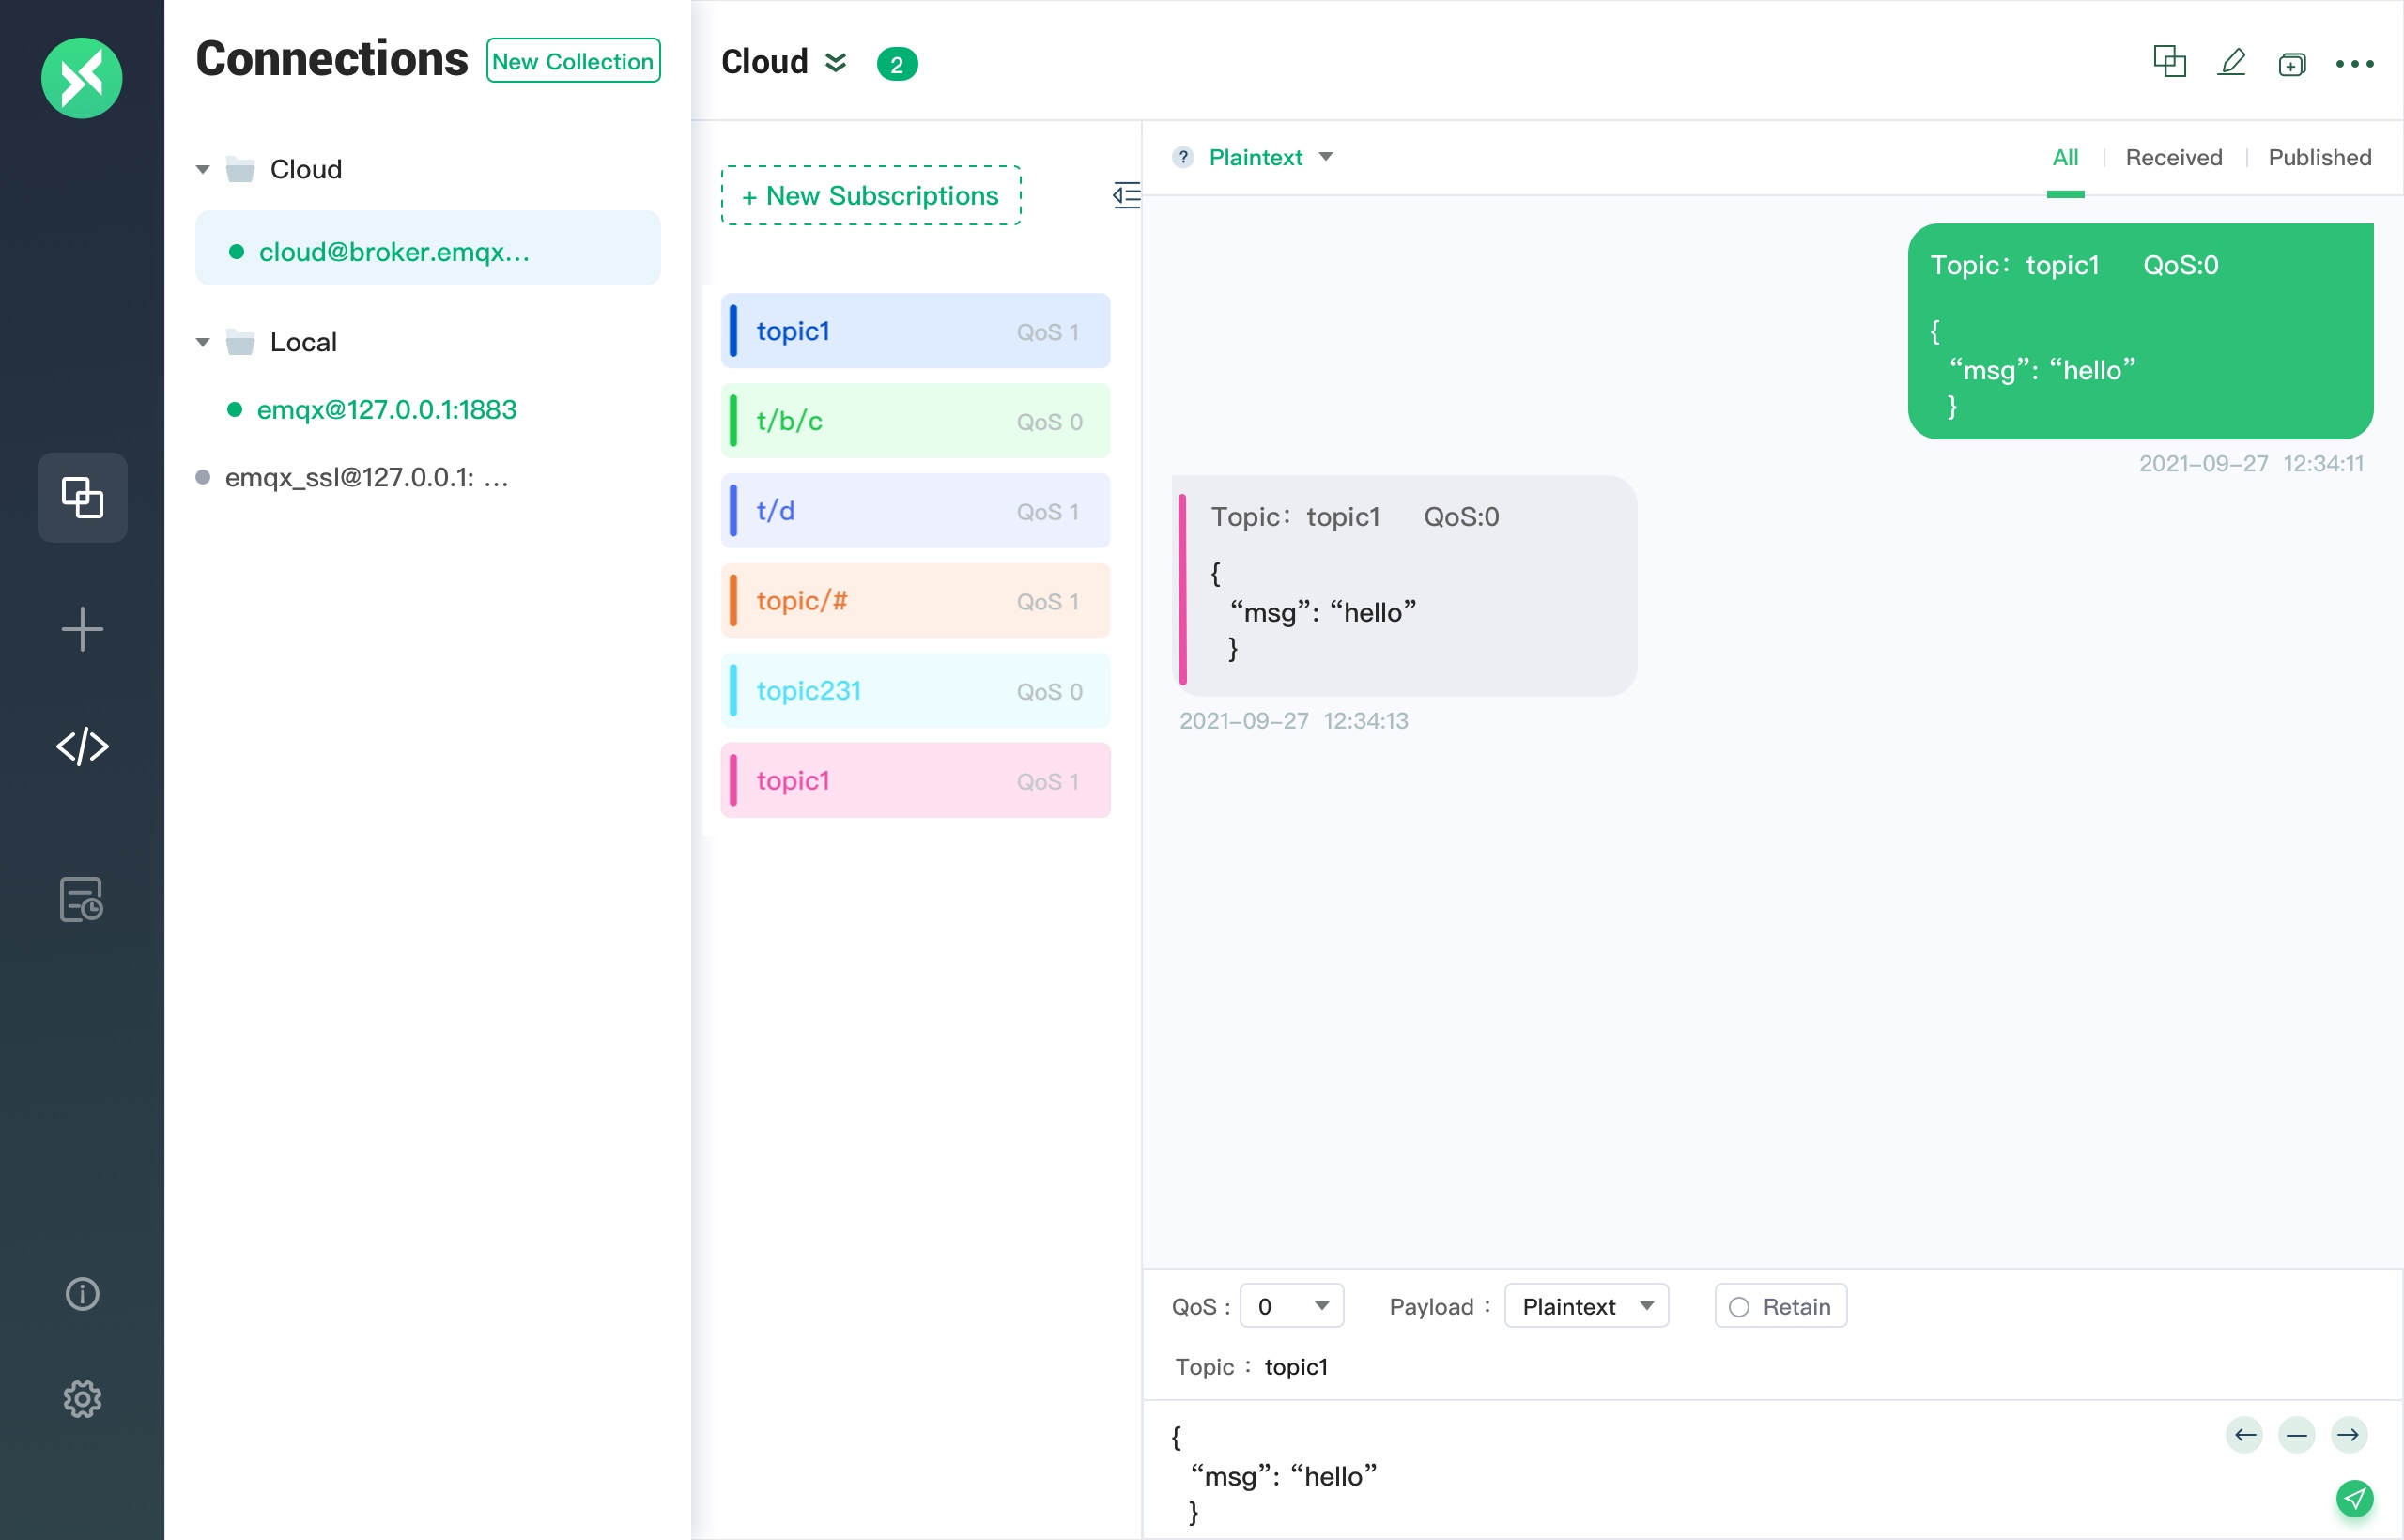 Connections
New Collection
Cloud
cloud@broker.emqx...
Local
emqx@127.0.0.1:1883
emqx_ssl@127.0.0.1: ...
Cloud
2
+ New Subscriptions
topic1 QoS 1
t/b/c QoS 0
t/d QoS 1
topic/# QoS 1
topic231 QoS 0
topic1 QoS 1
? Plaintext
All
Received
Published
Topic: topic1 QoS:0
{
“msg”: “hello”
}
2021-09-27 12:34:11
Topic: topic1 QoS:0
{
“msg”: “hello”
}
2021-09-27 12:34:13
QoS : 0 Payload : Plaintext Retain
Topic : topic1
{
“msg”: “hello”
}